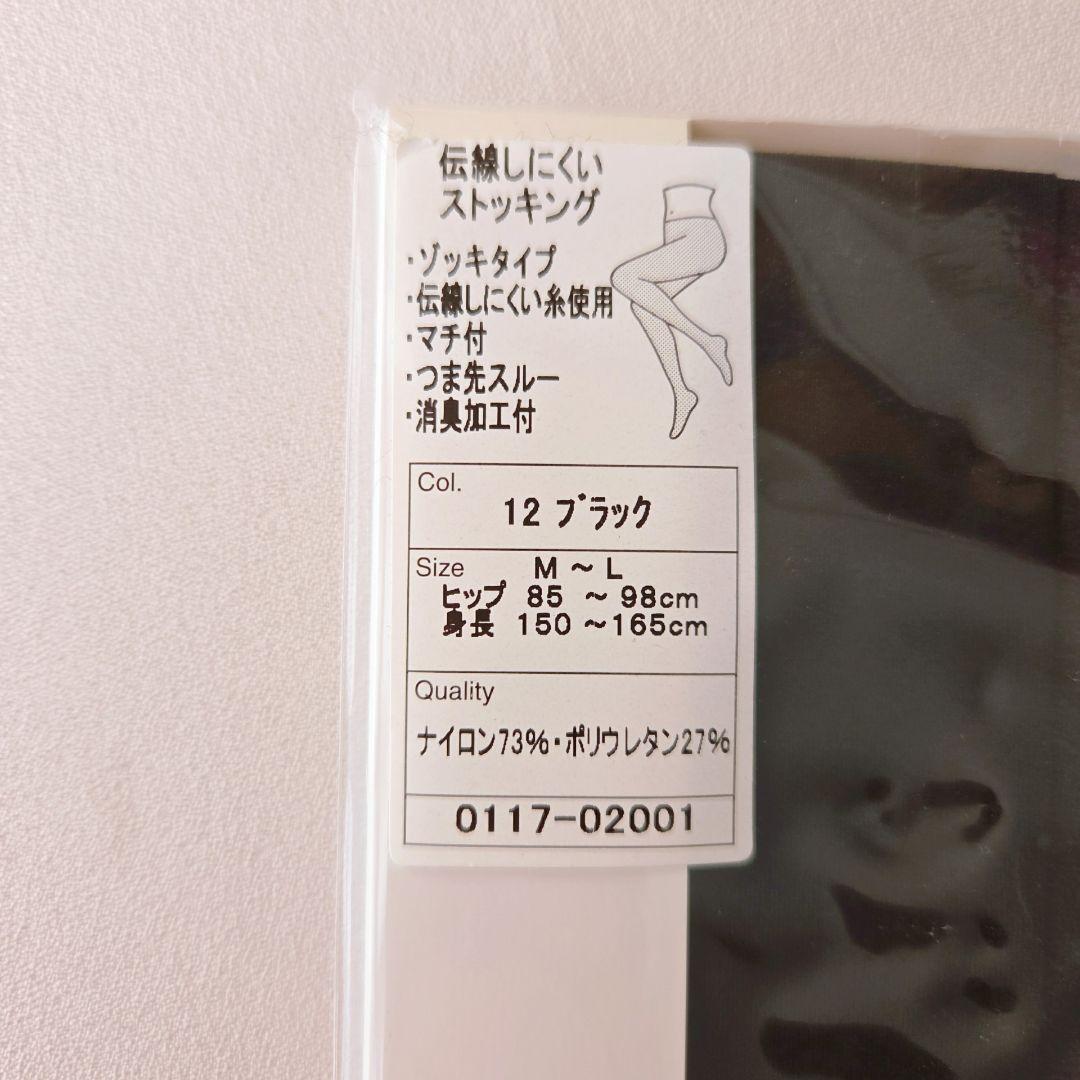 伝線しにくい
ストッキング
・ゾッキタイプ
・伝線しにくい糸使用
・マチ付
・つま先スルー
・消臭加工付
Col.
12 ブラック
Size M ～ L
ヒップ 85 ～ 98cm
身長 150 ～165cm
Quality
ナイロン73%・ポリウレタン27%
0117-02001